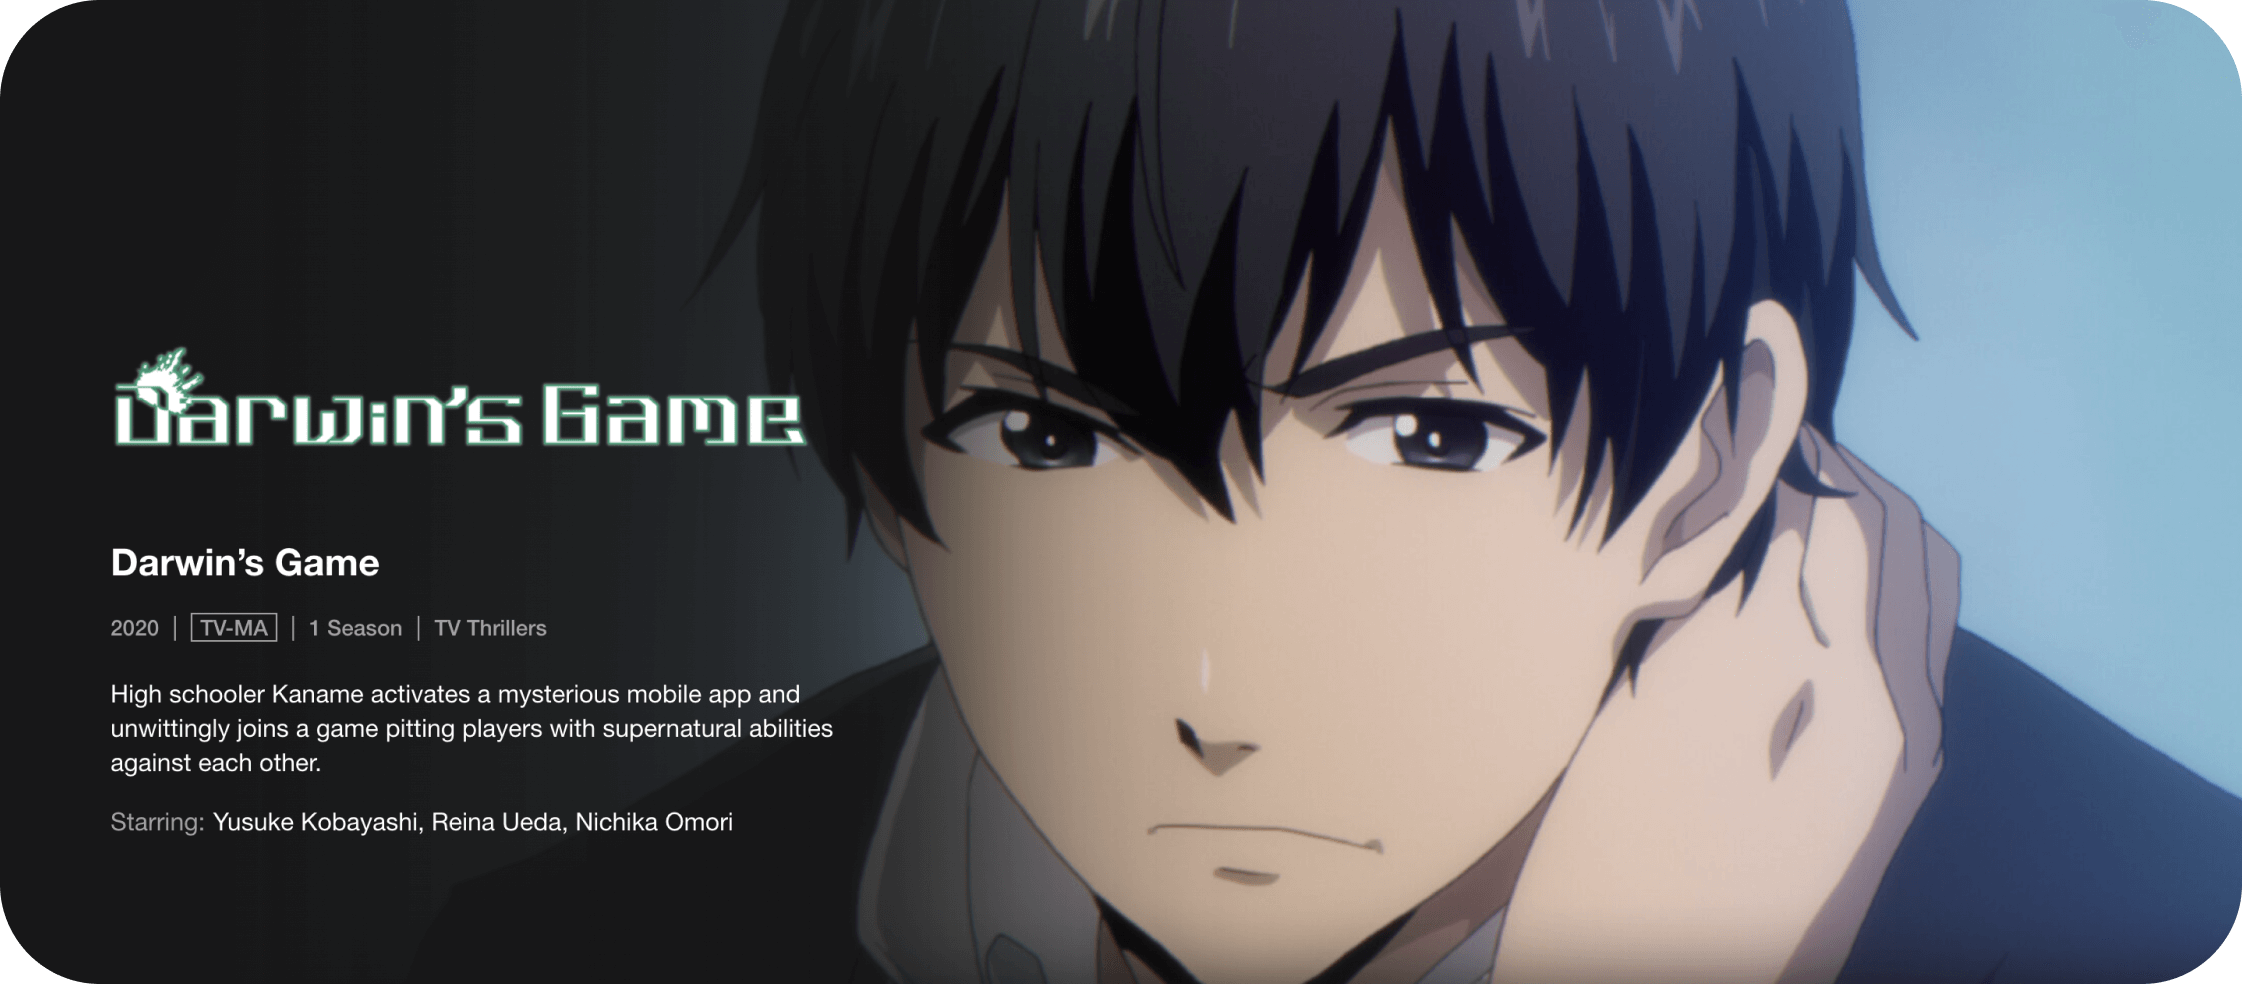 Darwin's Game
Darwin’s Game
2020 | TV-MA | 1 Season | TV Thrillers
High schooler Kaname activates a mysterious mobile app and
unwittingly joins a game pitting players with supernatural abilities
against each other.
Starring: Yusuke Kobayashi, Reina Ueda, Nichika Omori